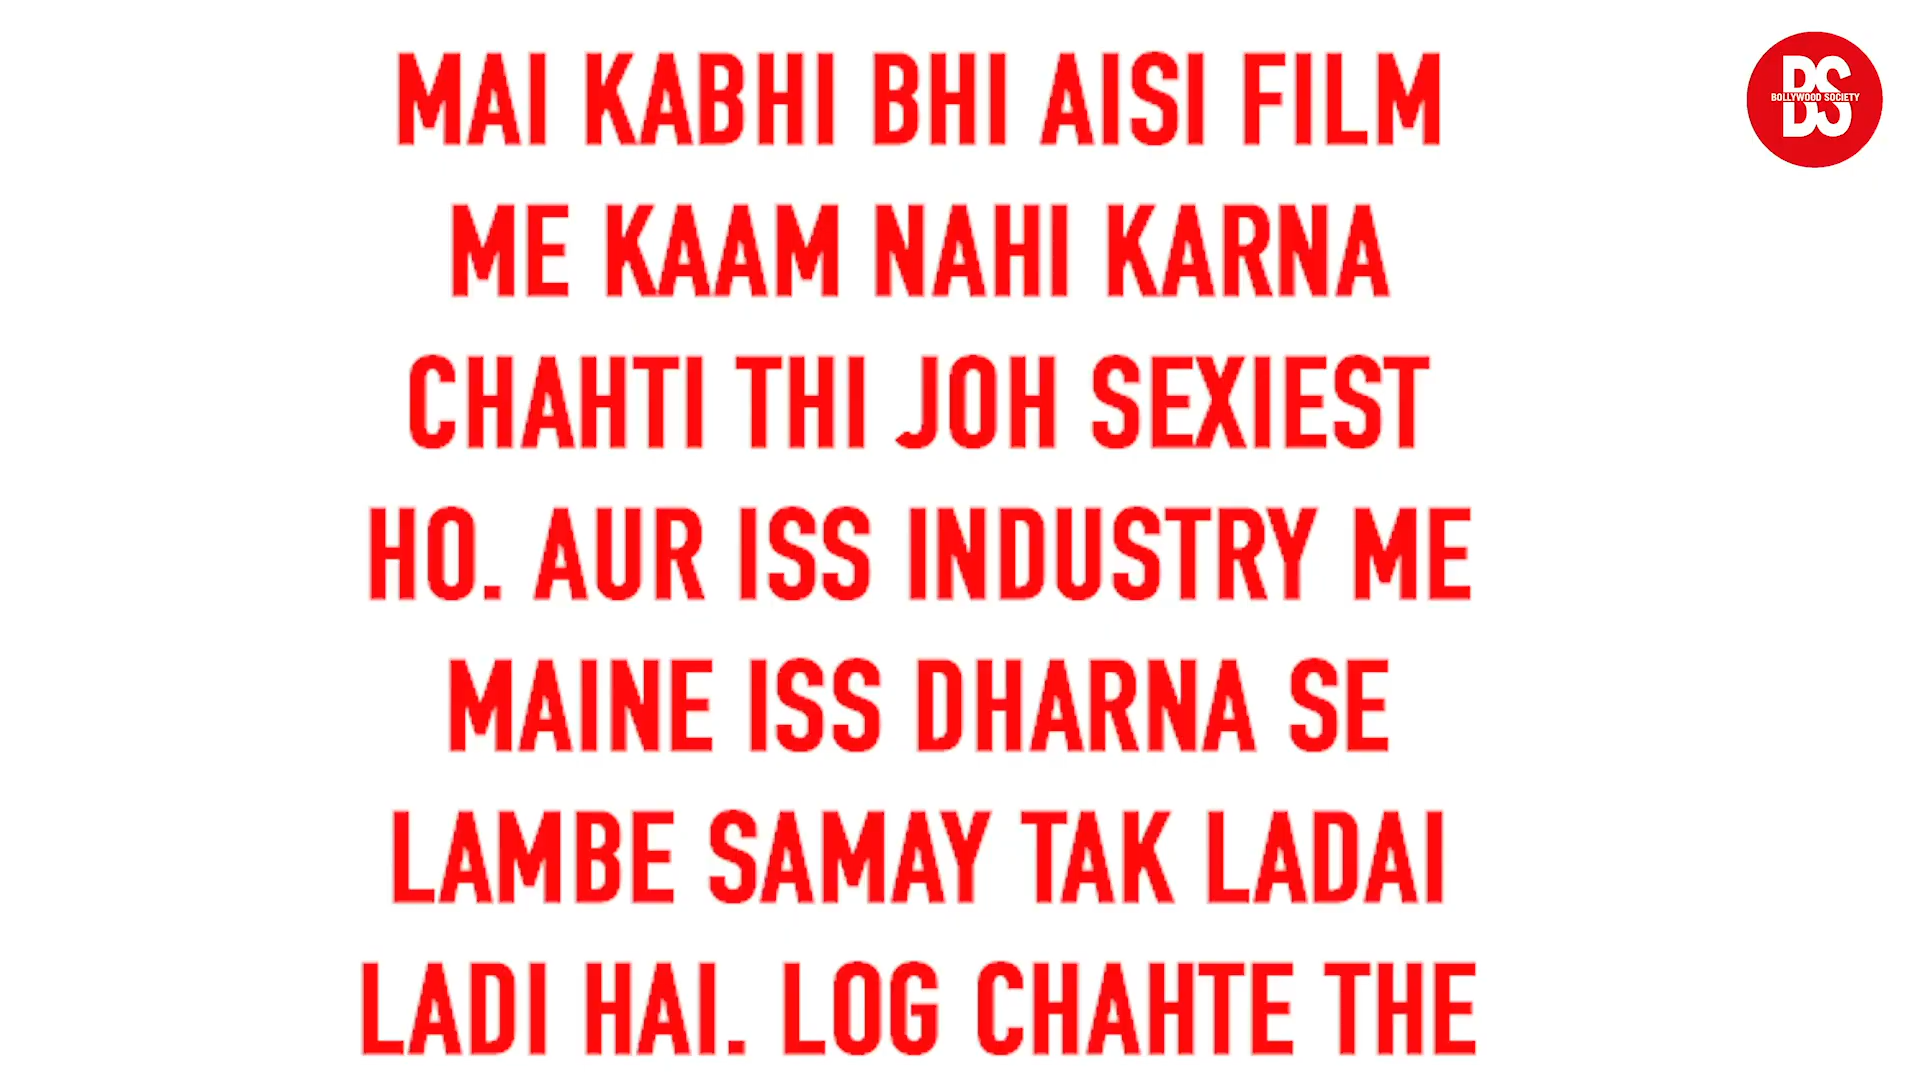 MAI KABHI BHI AISI FILM
ME KAAM NAHI KARNA
CHAHTI THI JOH SEXIEST
HO. AUR ISS INDUSTRY ME
MAINE ISS DHARNA SE
LAMBE SAMAY TAK LADAI
LADI HAI. LOG CHAHTE THE
BS
BOLLYWOOD SOCIETY